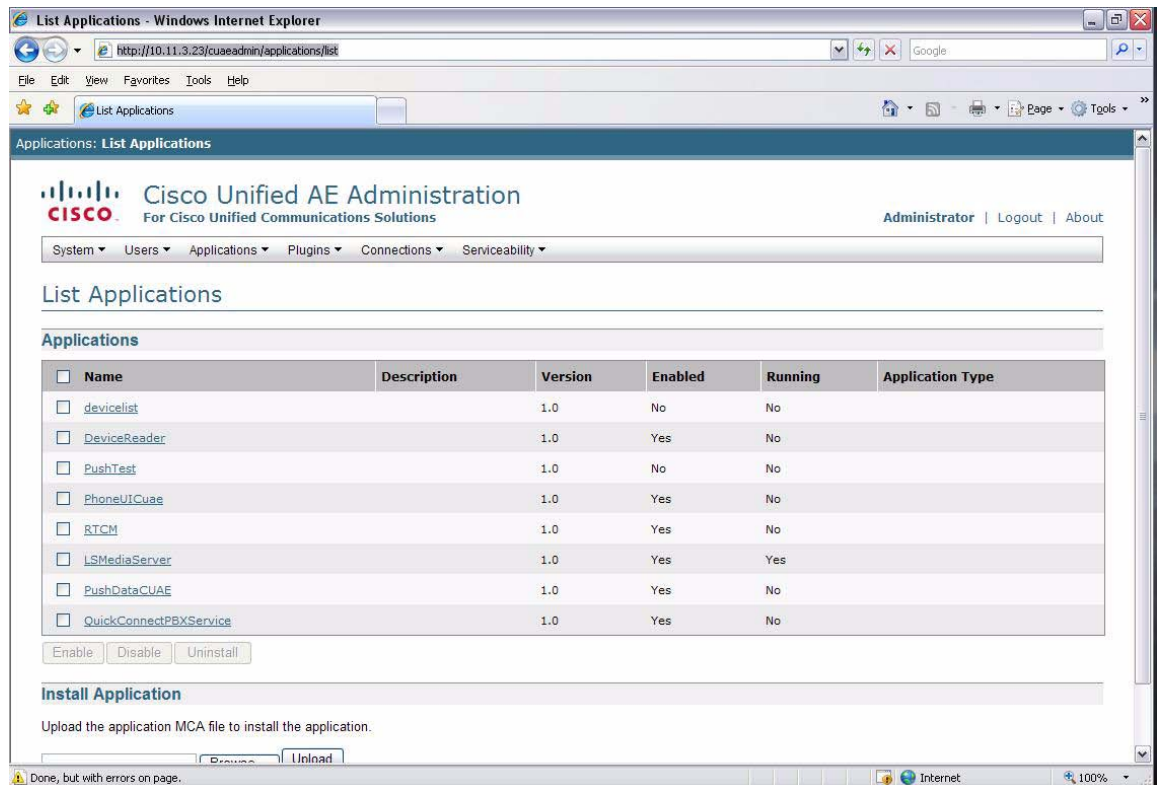 List Applications - Windows Internet Explorer
http://10.11.3.23/cuaeadmin/applications/list
Google
File Edit View Favorites Tools Help
List Applications
Page Tools »
Applications: List Applications
CISCO
Cisco Unified AE Administration
For Cisco Unified Communications Solutions
Administrator | Logout | About
System Users Applications Plugins Connections Serviceability
List Applications
Applications
Name Description Version Enabled Running Application Type
devicelist 1.0 No No
DeviceReader 1.0 Yes No
PushTest 1.0 No No
PhoneUICuae 1.0 Yes No
RTCM 1.0 Yes No
LSMediaServer 1.0 Yes Yes
PushDataCUAE 1.0 Yes No
QuickConnectPBXService 1.0 Yes No
Enable Disable Uninstall
Install Application
Upload the application MCA file to install the application.
Browse... Upload
Done, but with errors on page. Internet 100%